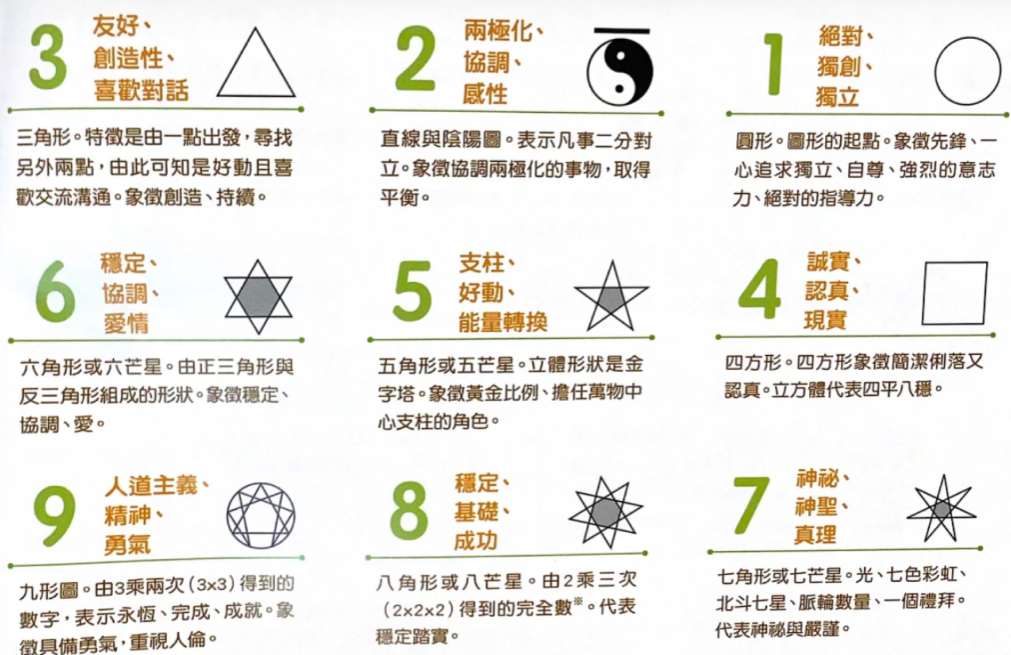 1
絕對、
獨創、
獨立
圓形。圖形的起點。象徵先鋒、一
心追求獨立、自尊、強烈的意志
力、絕對的指導力。
2
兩極化、
協調、
感性
直線與陰陽圖。表示凡事二分對
立。象徵協調兩極化的事物，取得
平衡。
3
友好、
創造性、
喜歡對話
三角形。特徵是由一點出發，尋找
另外兩點，由此可知是好動且喜
歡交流溝通。象徵創造、持續。
4
誠實、
認真、
現實
四方形。四方形象徵簡潔俐落又
認真。立方體代表四平八穩。
5
支柱、
好動、
能量轉換
五角形或五芒星。立體形狀是金
字塔。象徵黃金比例、擔任萬物中
心支柱的角色。
6
穩定、
協調、
愛情
六角形或六芒星。由正三角形與
反三角形組成的形狀。象徵穩定、
協調、愛。
7
神祕、
神聖、
真理
七角形或七芒星。光、七色彩虹、
北斗七星、脈輪數量、一個禮拜。
代表神祕與嚴謹。
8
穩定、
基礎、
成功
八角形或八芒星。由2乘三次
（2x2x2）得到的完全數※。代表
穩定踏實。
9
人道主義、
精神、
勇氣
九形圖。由3乘兩次（3x3）得到的
數字，表示永恆、完成、成就。象
徵具備勇氣，重視人倫。